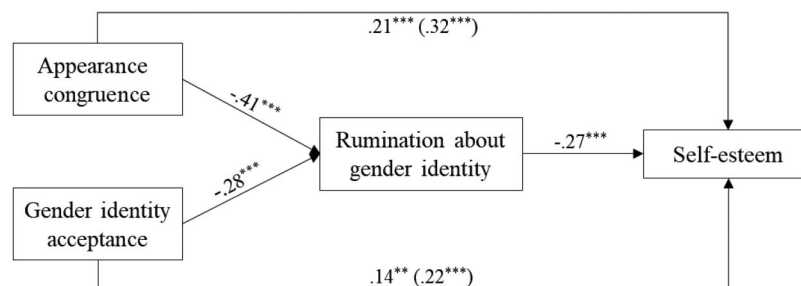 .21*** (.32***)
Appearance
congruence
-.41***
Rumination about
gender identity
-.27***
Self-esteem
-.28***
Gender identity
acceptance
.14** (.22***)